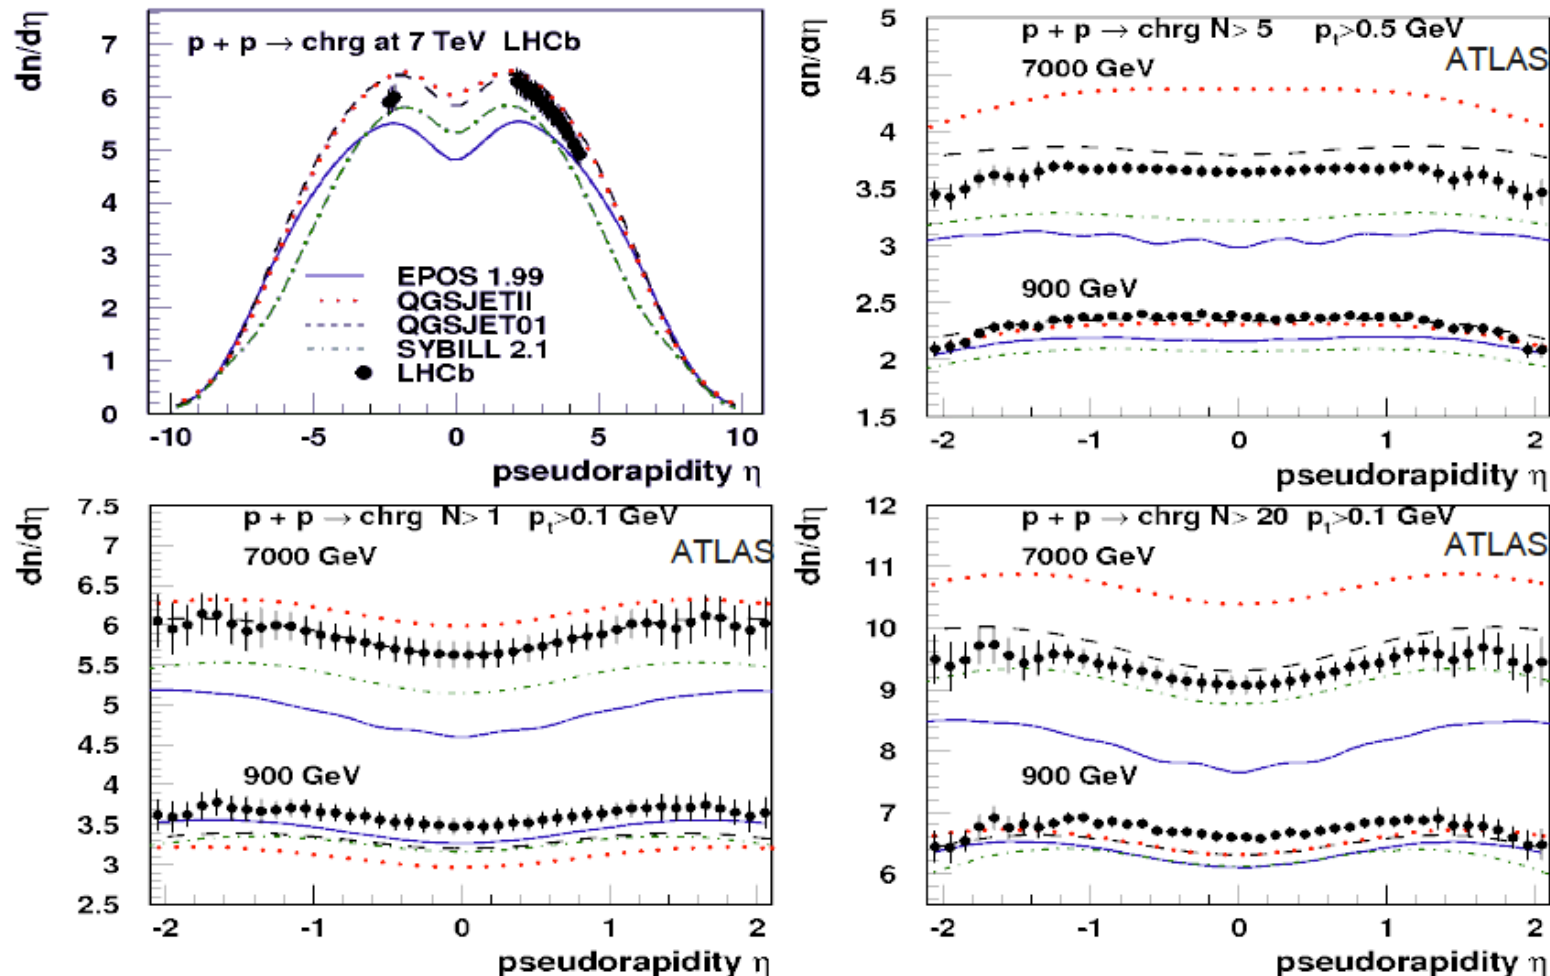 dn/dη
7
6
5
4
3
2
1
0
p + p → chrg at 7 TeV LHCb
EPOS 1.99
QGSJETII
QGSJET01
SYBILL 2.1
LHCb
-10
-5
0
5
10
pseudorapidity η
dn/dη
5
4.5
4
3.5
3
2.5
2
1.5
p + p → chrg N> 5 pt>0.5 GeV
ATLAS
7000 GeV
900 GeV
-2
-1
0
1
2
pseudorapidity η
dn/dη
7.5
7
6.5
6
5.5
5
4.5
4
3.5
3
2.5
p + p → chrg N> 1 pt>0.1 GeV
7000 GeV
ATLAS
900 GeV
-2
-1
0
1
2
pseudorapidity η
dn/dη
12
11
10
9
8
7
6
p + p → chrg N> 20 pt>0.1 GeV
7000 GeV
ATLAS
900 GeV
-2
-1
0
1
2
pseudorapidity η